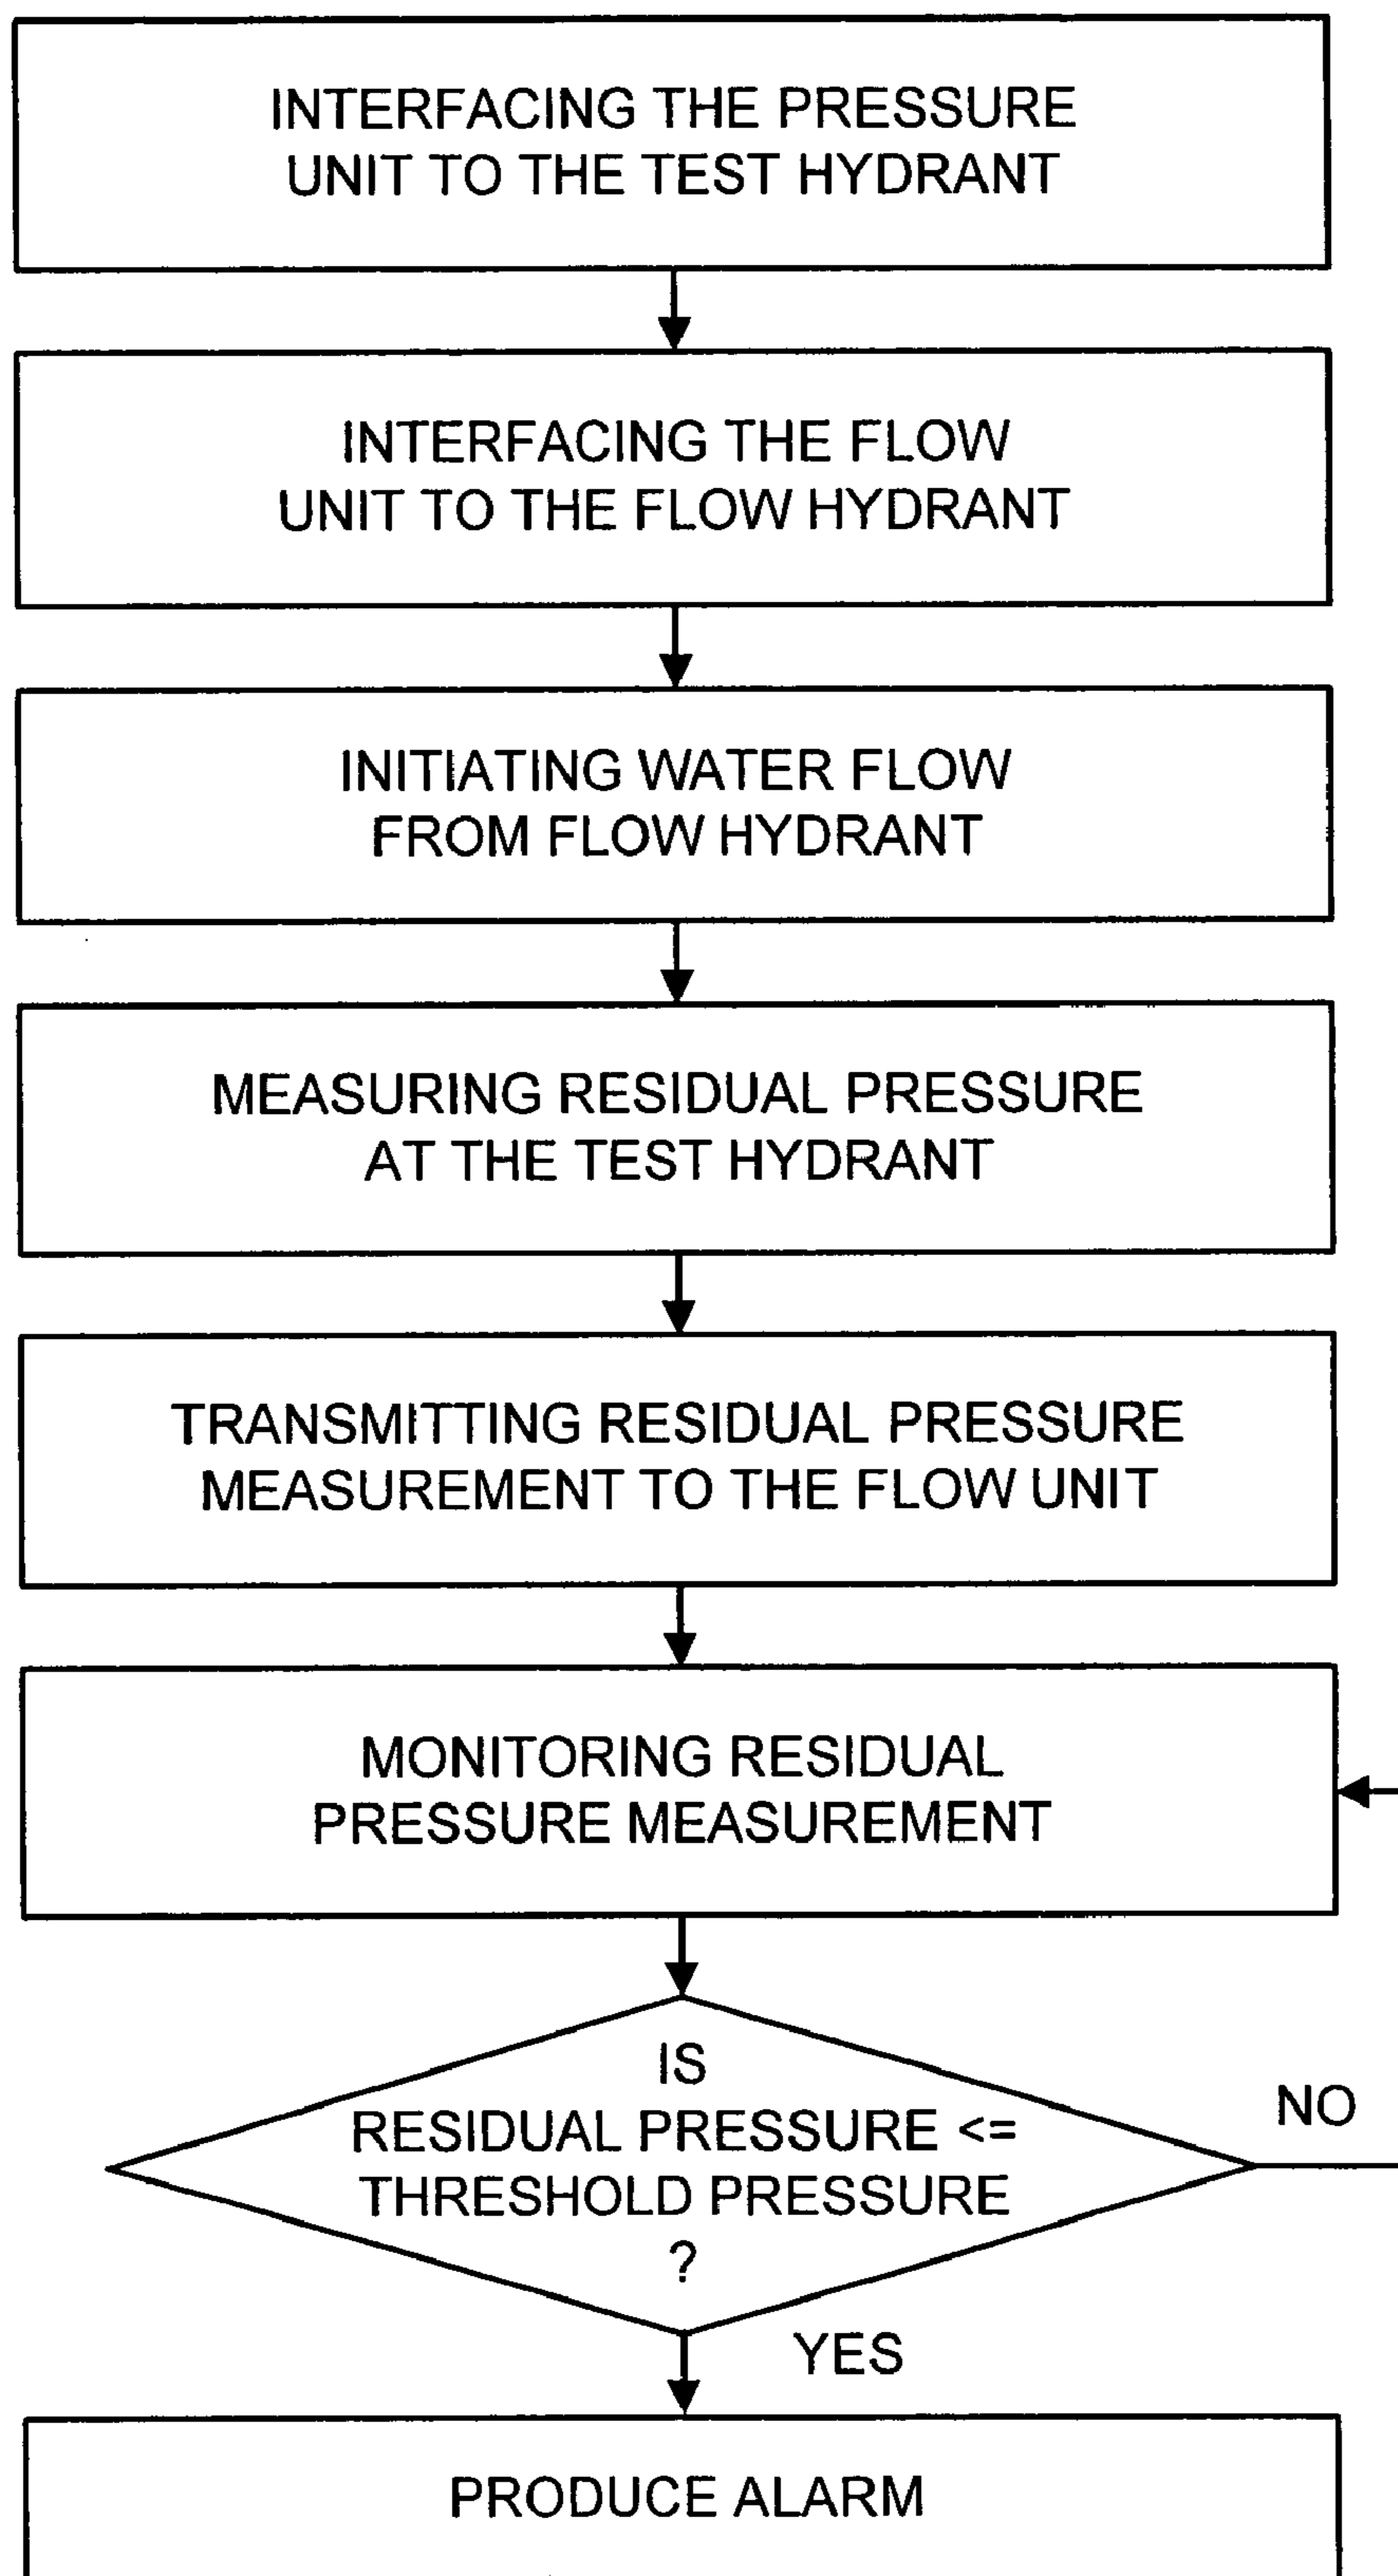 INTERFACING THE PRESSURE
UNIT TO THE TEST HYDRANT
INTERFACING THE FLOW
UNIT TO THE FLOW HYDRANT
INITIATING WATER FLOW
FROM FLOW HYDRANT
MEASURING RESIDUAL PRESSURE
AT THE TEST HYDRANT
TRANSMITTING RESIDUAL PRESSURE
MEASUREMENT TO THE FLOW UNIT
MONITORING RESIDUAL
PRESSURE MEASUREMENT
IS
RESIDUAL PRESSURE <=
THRESHOLD PRESSURE
?
NO
YES
PRODUCE ALARM